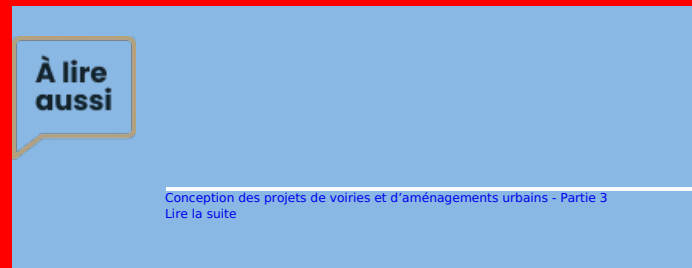 À lire
aussi
Conception des projets de voiries et d’aménagements urbains - Partie 3
Lire la suite